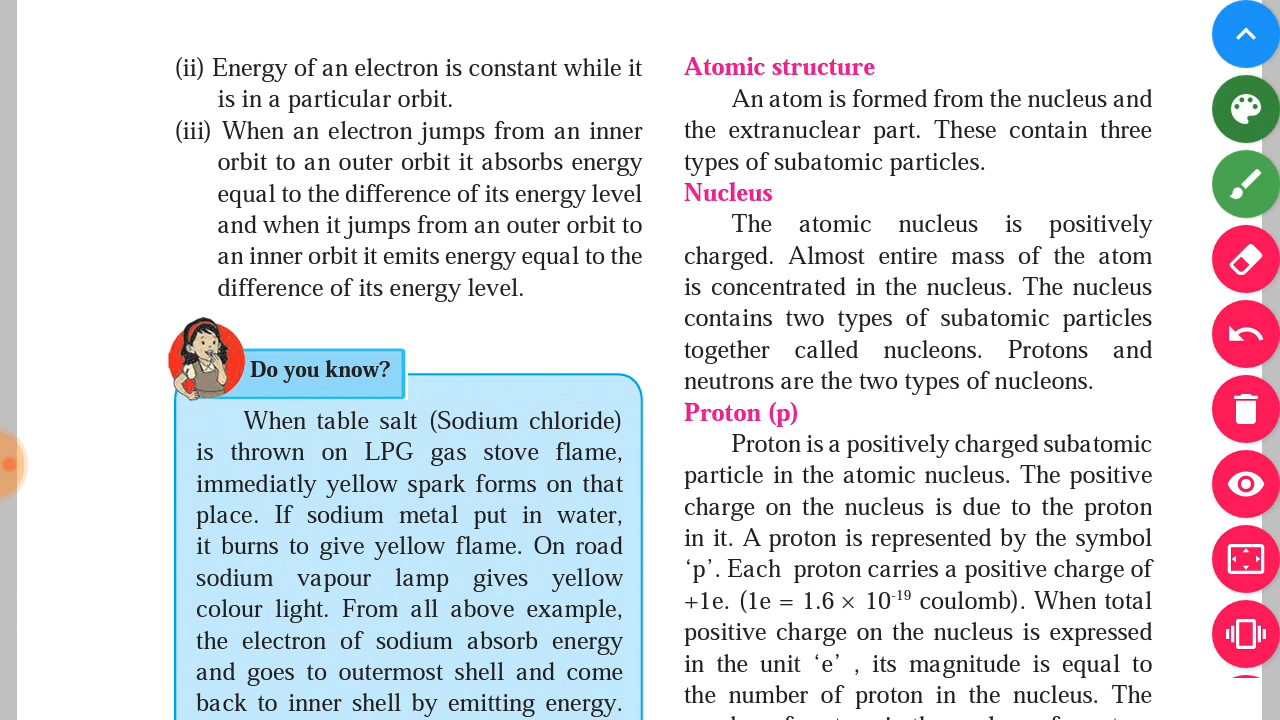 (ii) Energy of an electron is constant while it
is in a particular orbit.
(iii) When an electron jumps from an inner
orbit to an outer orbit it absorbs energy
equal to the difference of its energy level
and when it jumps from an outer orbit to
an inner orbit it emits energy equal to the
difference of its energy level.
Do you know?
When table salt (Sodium chloride)
is thrown on LPG gas stove flame,
immediatly yellow spark forms on that
place. If sodium metal put in water,
it burns to give yellow flame. On road
sodium vapour lamp gives yellow
colour light. From all above example,
the electron of sodium absorb energy
and goes to outermost shell and come
back to inner shell by emitting energy.
Atomic structure
An atom is formed from the nucleus and
the extranuclear part. These contain three
types of subatomic particles.
Nucleus
The atomic nucleus is positively
charged. Almost entire mass of the atom
is concentrated in the nucleus. The nucleus
contains two types of subatomic particles
together called nucleons. Protons and
neutrons are the two types of nucleons.
Proton (p)
Proton is a positively charged subatomic
particle in the atomic nucleus. The positive
charge on the nucleus is due to the proton
in it. A proton is represented by the symbol
‘p’. Each proton carries a positive charge of
+1e. (1e = 1.6 × 10⁻¹⁹ coulomb). When total
positive charge on the nucleus is expressed
in the unit ‘e’ , its magnitude is equal to
the number of proton in the nucleus. The